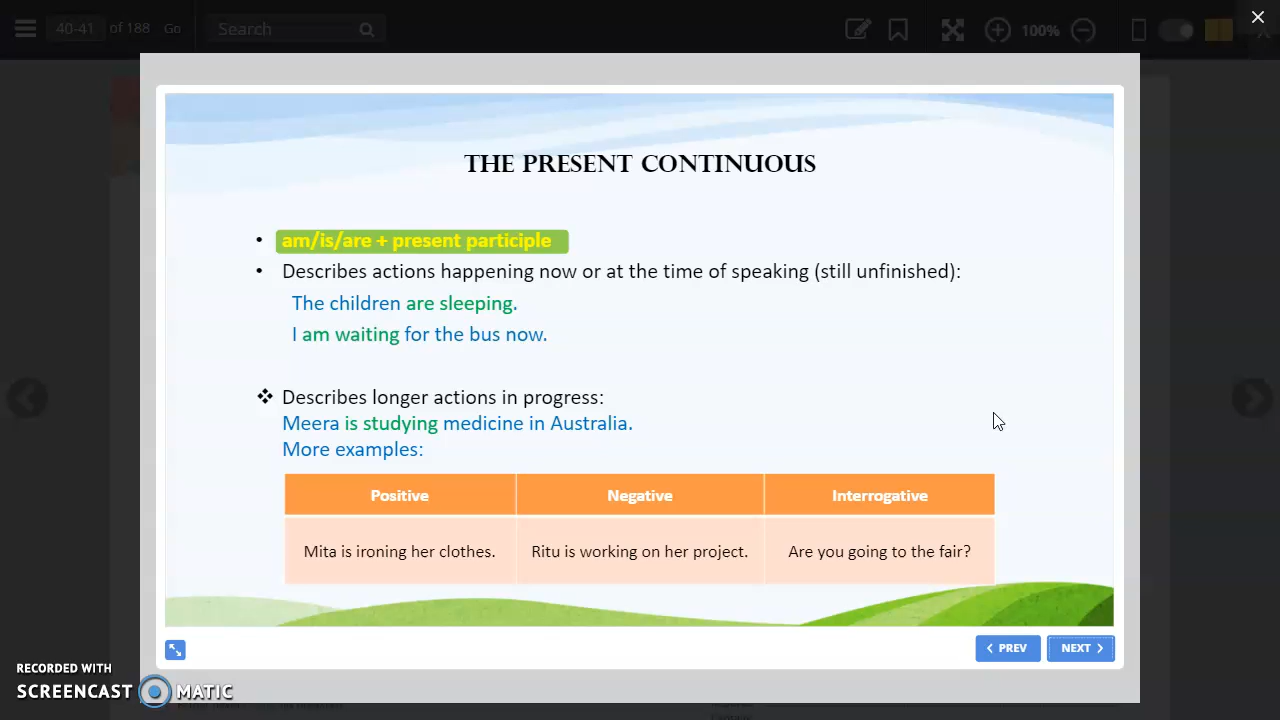 40-41 of 188 Go
Search
100%
THE PRESENT CONTINUOUS
• am/is/are + present participle
• Describes actions happening now or at the time of speaking (still unfinished):
The children are sleeping.
I am waiting for the bus now.
❖ Describes longer actions in progress:
Meera is studying medicine in Australia.
More examples:
Positive Negative Interrogative
Mita is ironing her clothes. Ritu is working on her project. Are you going to the fair?
PREV NEXT
RECORDED WITH
SCREENCAST MATIC